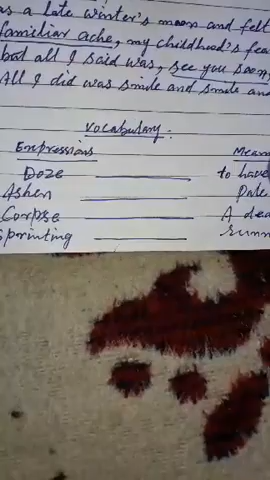 as a late winter's moon and felt
familiar ache, my childhood's fea
but all I said was, see you soon,
All I did was smile and smile and
Vocabulary:
Expressions Mean
Doze to have
Ashen Pale
Corpse A dea
Sprinting runn